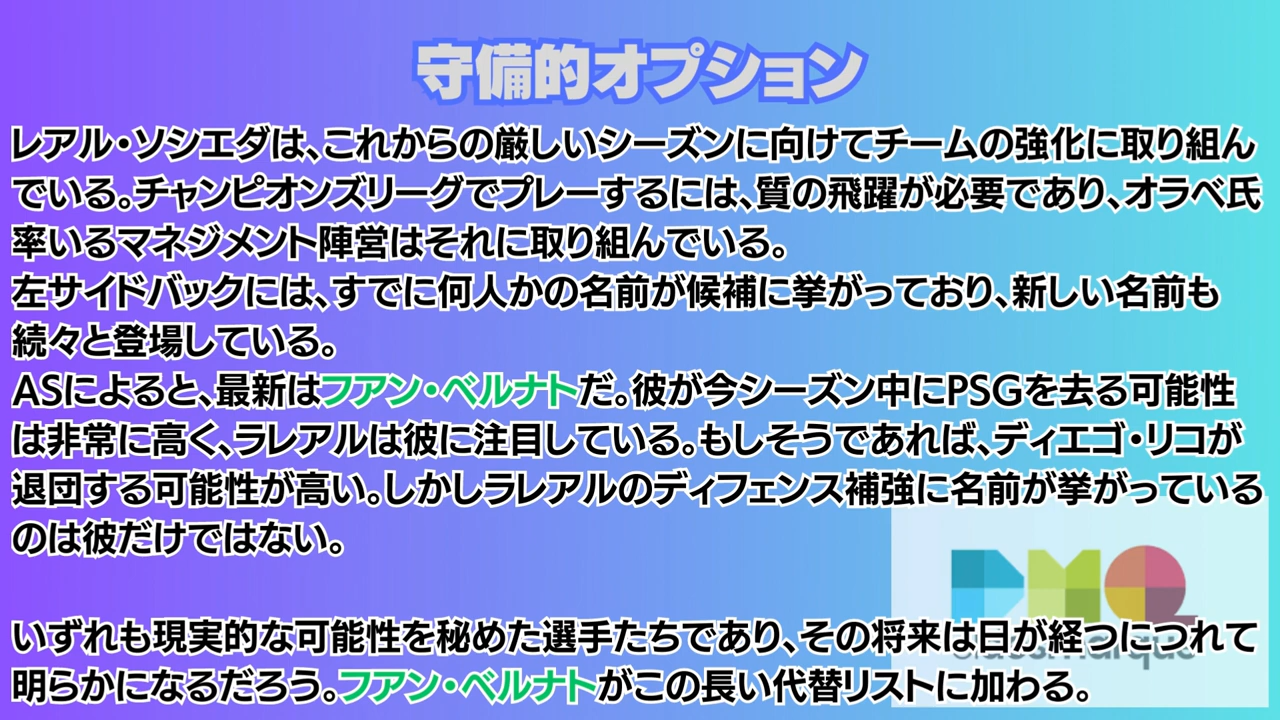 守備的オプション
レアル・ソシエダは、これからの厳しいシーズンに向けてチームの強化に取り組ん
でいる。チャンピオンズリーグでプレーするには、質の飛躍が必要であり、オラベ氏
率いるマネジメント陣営はそれに取り組んでいる。
左サイドバックには、すでに何人かの名前が候補に挙がっており、新しい名前も
続々と登場している。
ASによると、最新はフアン・ベルナトだ。彼が今シーズン中にPSGを去る可能性
は非常に高く、ラレアルは彼に注目している。もしそうであれば、ディエゴ・リコが
退団する可能性が高い。しかしラレアルのディフェンス補強に名前が挙がっている
のは彼だけではない。
DMQ
いずれも現実的な可能性を秘めた選手たちであり、その将来は日が経つにつれて
明らかになるだろう。フアン・ベルナトがこの長い代替リストに加わる。